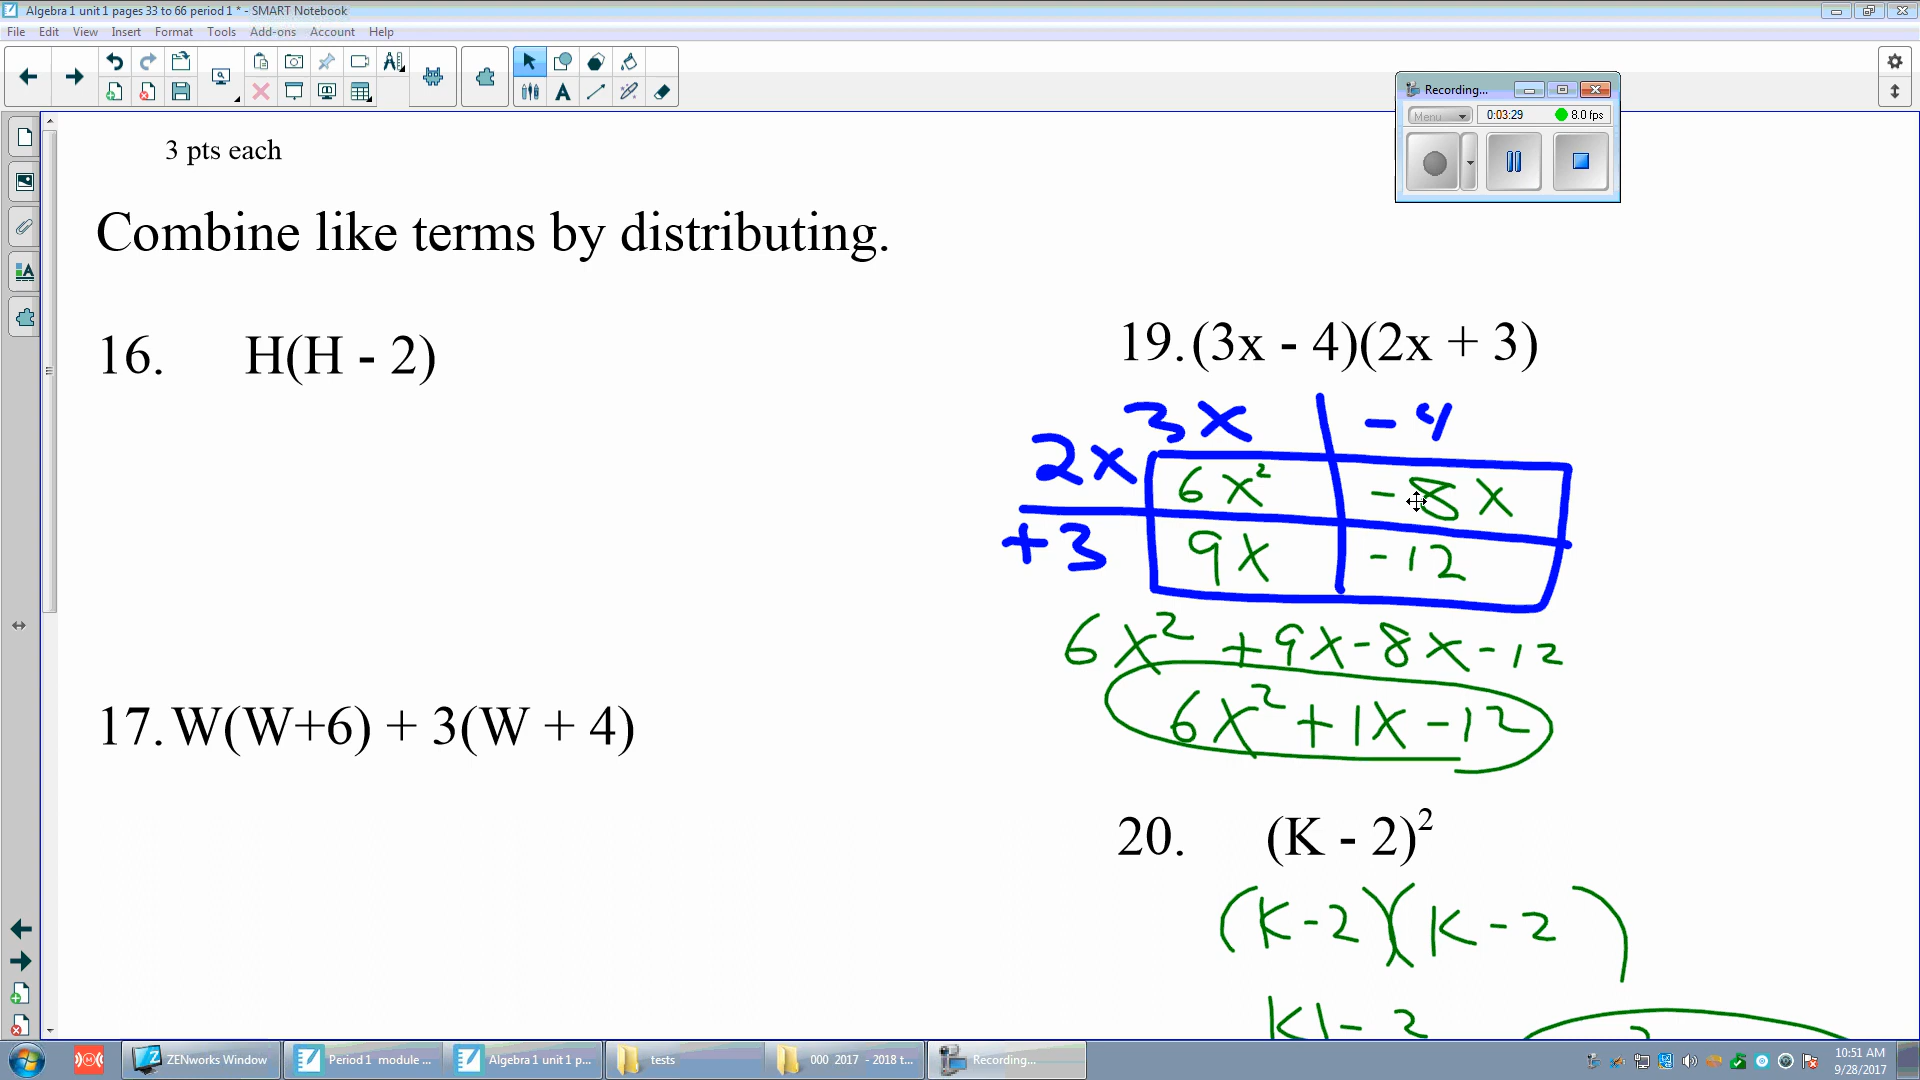 Algebra 1 unit 1 pages 33 to 66 period 1 * - SMART Notebook
File Edit View Insert Format Tools Add-ons Account Help
Recording...
Menu 0:03:29 8.0 fps
3 pts each
Combine like terms by distributing.
16. H(H - 2)
17. W(W+6) + 3(W + 4)
19. (3x - 4)(2x + 3)
3x - 4
2x 6x² - 8x
+3 9x - 12
6x² + 9x - 8x - 12
6x² + 1x - 12
20. (K - 2)²
(K - 2)(K - 2)
ZENworks Window
Period 1 module ...
Algebra 1 unit 1 p...
tests
000 2017 - 2018 t...
Recording...
10:51 AM
9/28/2017